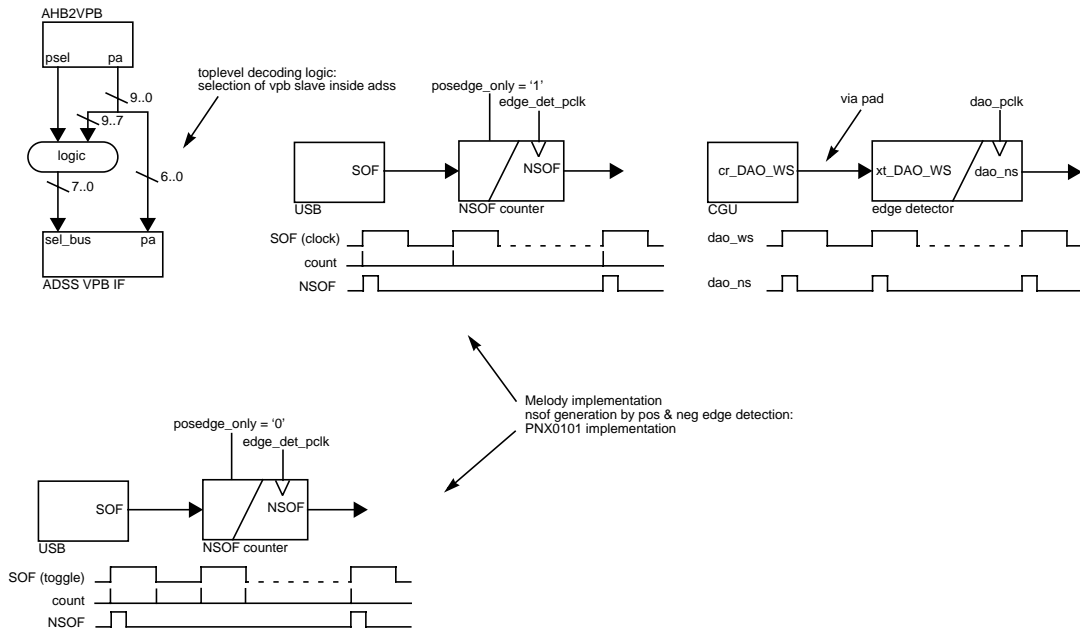 AHB2VPB
psel
pa
9..0
9..7
logic
7..0
6..0
sel_bus
pa
ADSS VPB IF
toplevel decoding logic:
selection of vpb slave inside adss
posedge_only = ‘1’
edge_det_pclk
SOF
NSOF
USB
NSOF counter
SOF (clock)
count
NSOF
via pad
dao_pclk
cr_DAO_WS
xt_DAO_WS
dao_ns
CGU
edge detector
dao_ws
dao_ns
Melody implementation
nsof generation by pos & neg edge detection:
PNX0101 implementation
posedge_only = ‘0’
edge_det_pclk
SOF
NSOF
USB
NSOF counter
SOF (toggle)
count
NSOF